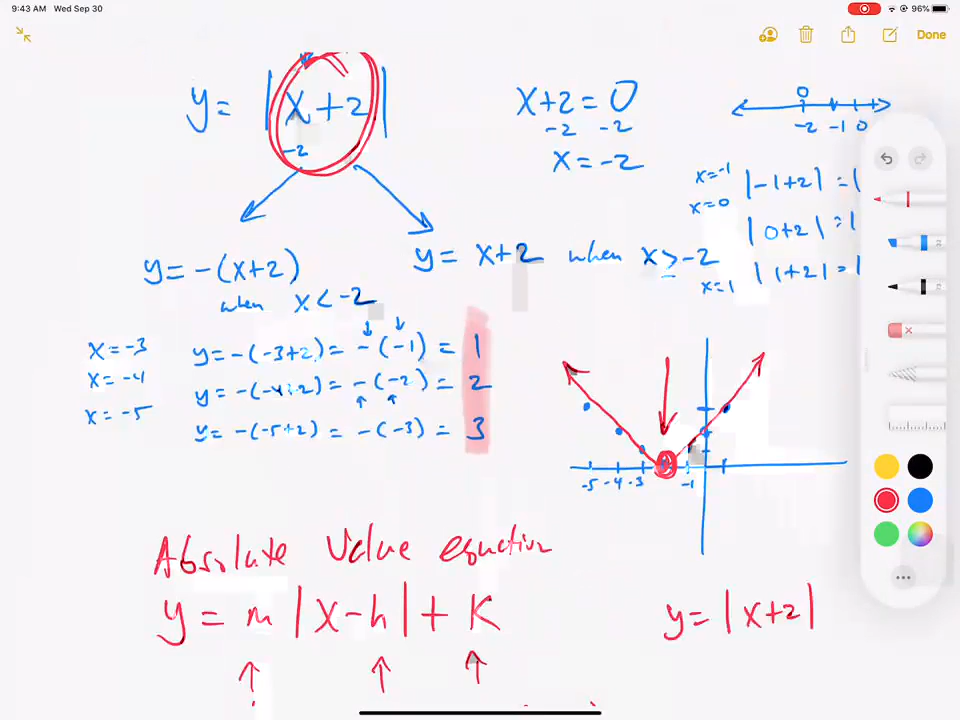 9:43 AM Wed Sep 30
96%
Done
y = |x+2|
-2
x+2 = 0
-2 -2
x = -2
0
-2 -1 0
x=-1 |-1+2| = 1
x=0 |0+2| = 1
x=1 |1+2| = 1
y = -(x+2)
when x < -2
y = x+2 when x ≥ -2
x = -3 y = -(-3+2) = -(-1) = 1
x = -4 y = -(-4+2) = -(-2) = 2
x = -5 y = -(-5+2) = -(-3) = 3
-5 -4 -3 -1
Absolute Value equation
y = m|x-h| + k
y = |x+2|